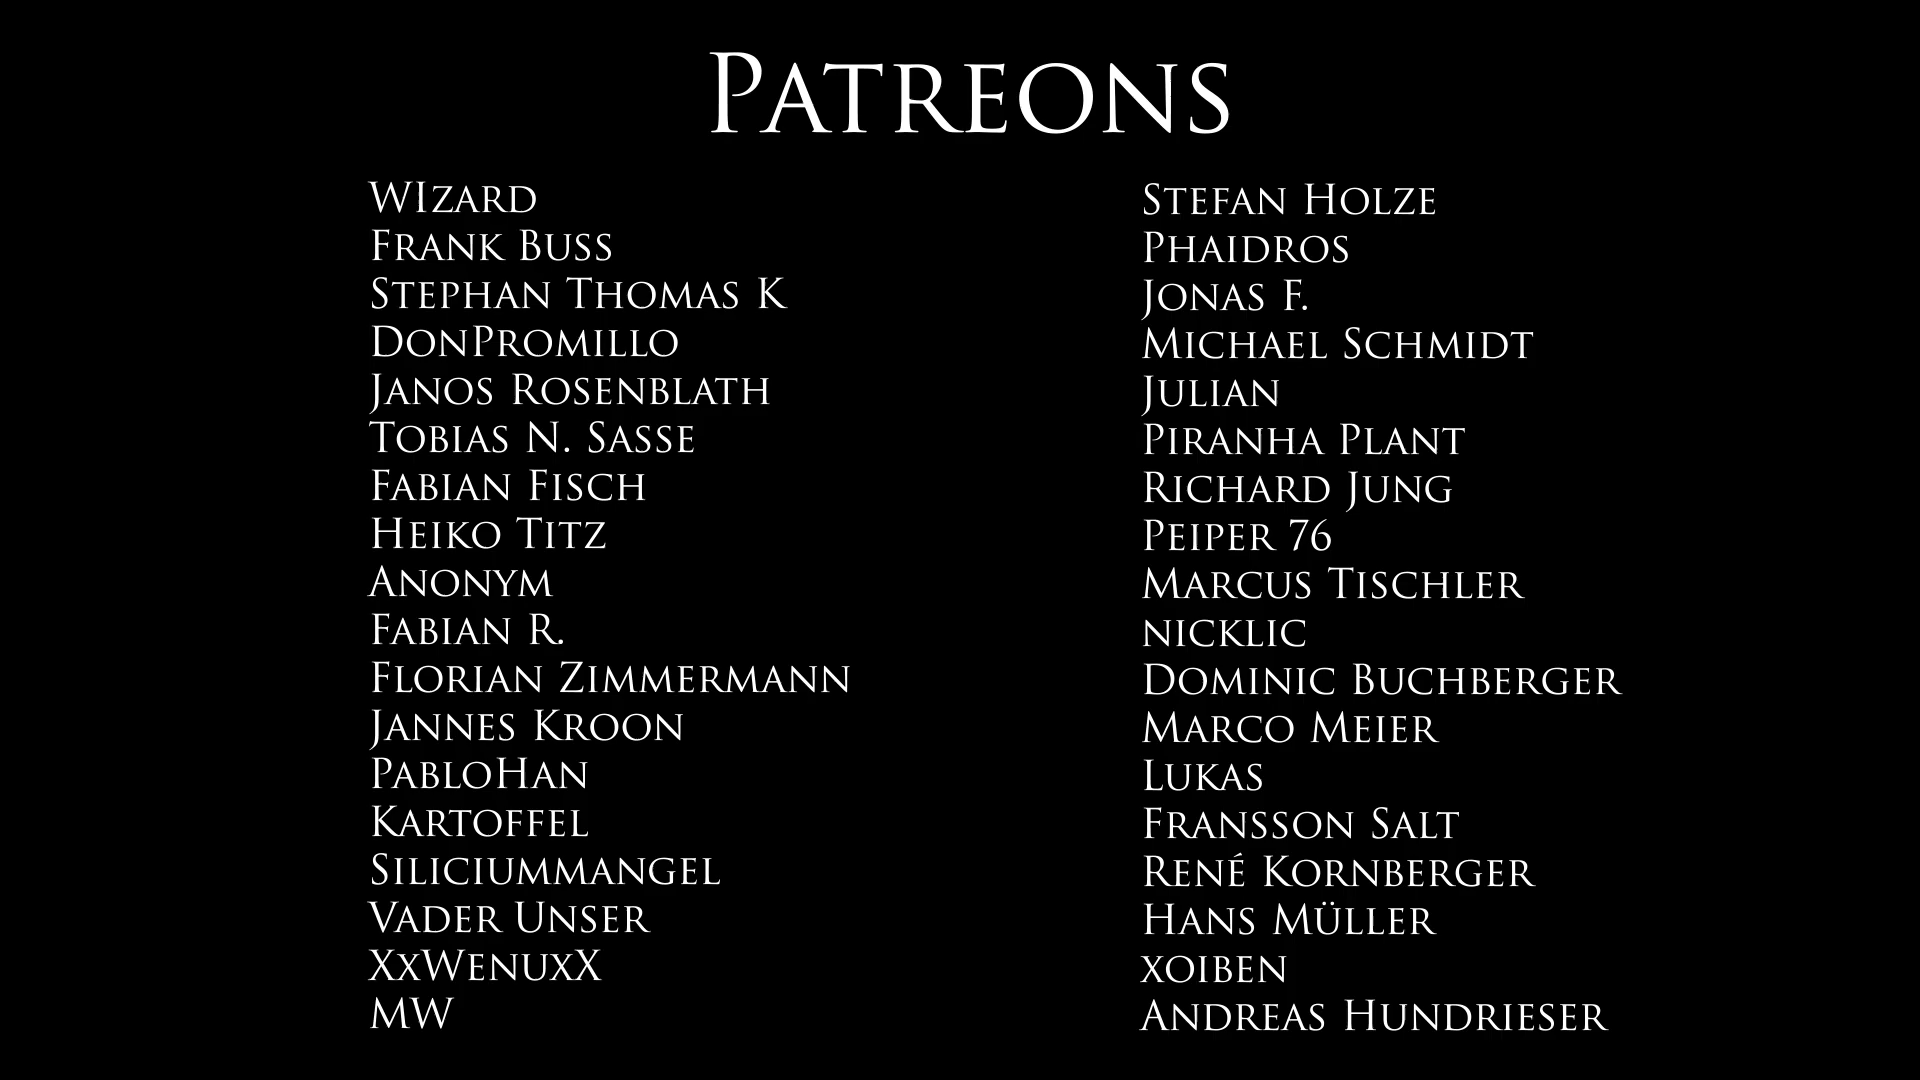 Patreons
WIzard
Frank Buss
Stephan Thomas K
DonPromillo
Janos Rosenblath
Tobias N. Sasse
Fabian Fisch
Heiko Titz
Anonym
Fabian R.
Florian Zimmermann
Jannes Kroon
PabloHan
Kartoffel
Siliciummangel
Vader Unser
XxWenuxX
MW
Stefan Holze
Phaidros
Jonas F.
Michael Schmidt
Julian
Piranha Plant
Richard Jung
Peiper 76
Marcus Tischler
nicklic
Dominic Buchberger
Marco Meier
Lukas
Fransson Salt
René Kornberger
Hans Müller
xoiben
Andreas Hundrieser